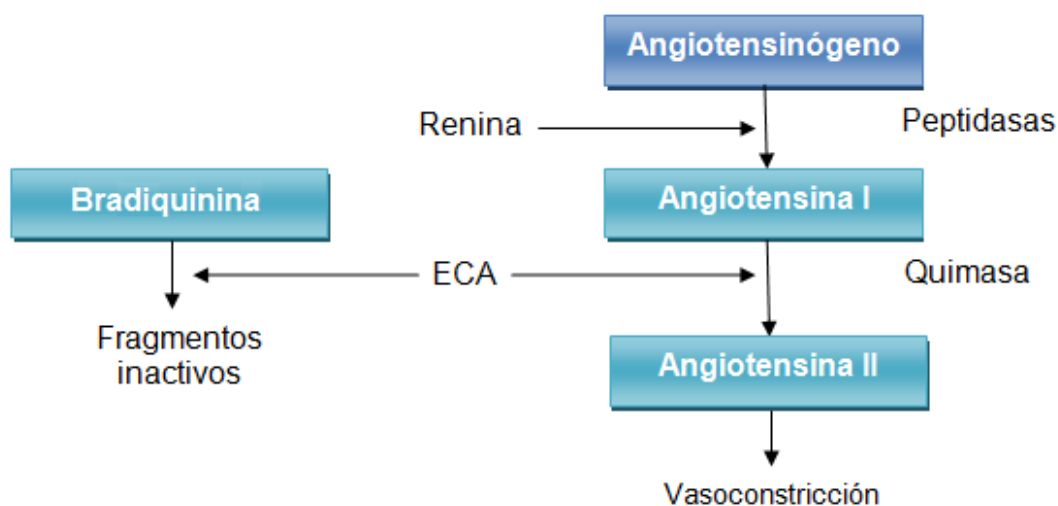 Angiotensinógeno
Renina
Peptidasas
Bradiquinina
Angiotensina I
ECA
Quimasa
Fragmentos
inactivos
Angiotensina II
Vasoconstricción